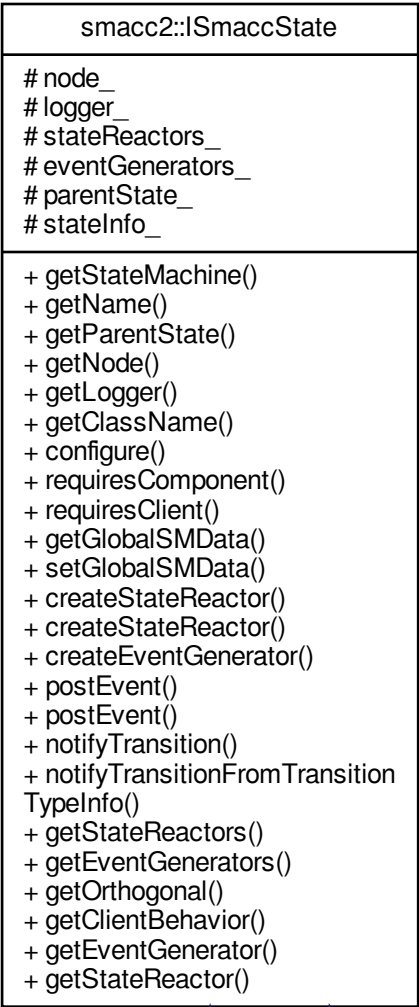 smacc2::ISmaccState
# node_
# logger_
# stateReactors_
# eventGenerators_
# parentState_
# stateInfo_
+ getStateMachine()
+ getName()
+ getParentState()
+ getNode()
+ getLogger()
+ getClassName()
+ configure()
+ requiresComponent()
+ requiresClient()
+ getGlobalSMData()
+ setGlobalSMData()
+ createStateReactor()
+ createStateReactor()
+ createEventGenerator()
+ postEvent()
+ postEvent()
+ notifyTransition()
+ notifyTransitionFromTransition
TypeInfo()
+ getStateReactors()
+ getEventGenerators()
+ getOrthogonal()
+ getClientBehavior()
+ getEventGenerator()
+ getStateReactor()